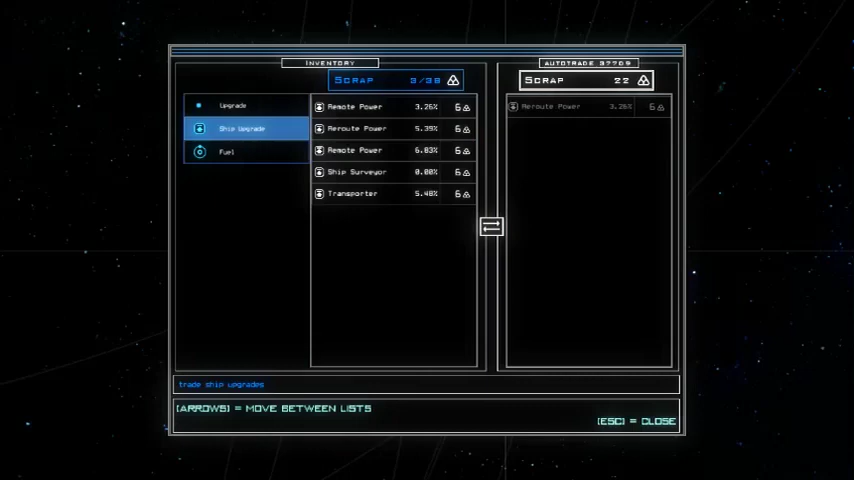 INVENTORY
SCRAP 3/38
Upgrade
Ship Upgrade
Fuel
Remote Power 3.26% 6
Reroute Power 5.39% 6
Remote Power 6.03% 6
Ship Surveyor 0.00% 6
Transporter 5.48% 6
AUTOTRADE 37709
SCRAP 22
Reroute Power 3.26% 6
trade ship upgrades
[ARROWS] = MOVE BETWEEN LISTS
[ESC] = CLOSE